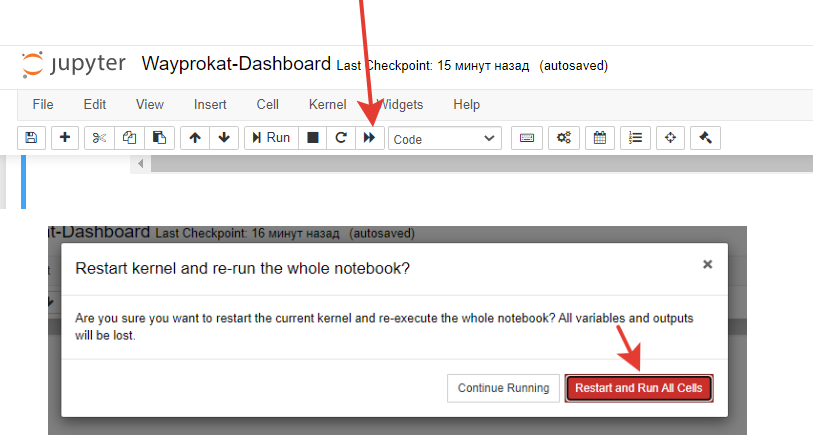 jupyter Wayprokat-Dashboard Last Checkpoint: 15 минут назад (autosaved)
File Edit View Insert Cell Kernel Widgets Help
Run Code
t-Dashboard Last Checkpoint: 16 минут назад (autosaved)
Restart kernel and re-run the whole notebook? ×
Are you sure you want to restart the current kernel and re-execute the whole notebook? All variables and outputs
will be lost.
Continue Running Restart and Run All Cells